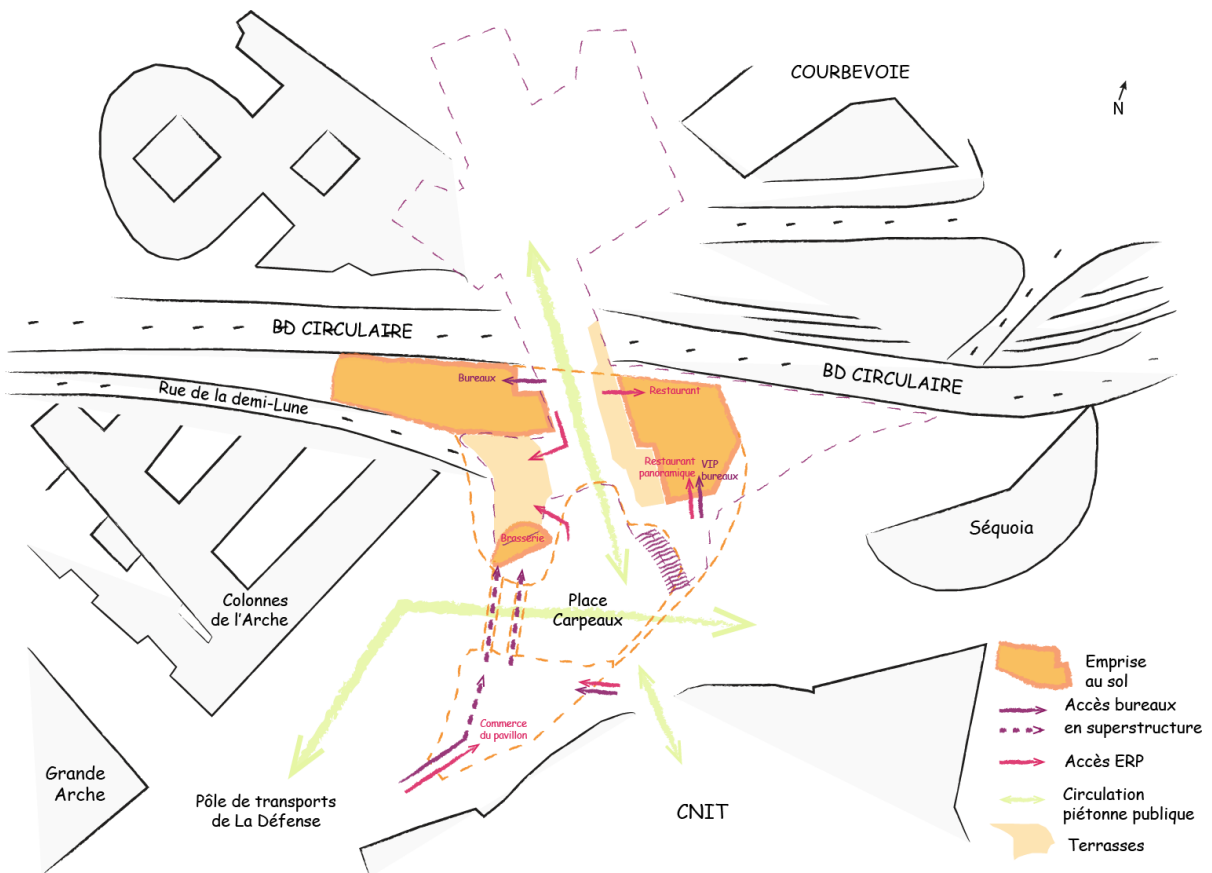 COURBEVOIE
N
BD CIRCULAIRE
BD CIRCULAIRE
Rue de la demi-Lune
Bureaux
Restaurant
Restaurant
panoramique
VIP
bureaux
Brasserie
Séquoia
Colonnes
de l'Arche
Place
Carpeaux
Commerce
du pavillon
Grande
Arche
Pôle de transports
de La Défense
CNIT
Emprise
au sol
Accès bureaux
en superstructure
Accès ERP
Circulation
piétonne publique
Terrasses